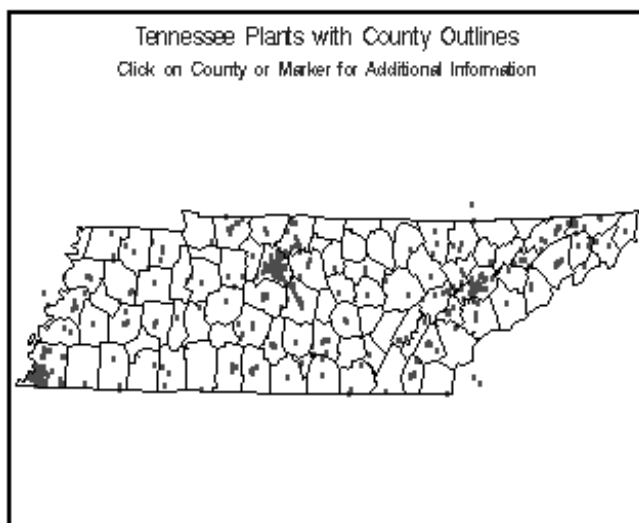 Tennessee Plants with County Outlines
Click on County or Marker for Additional Information